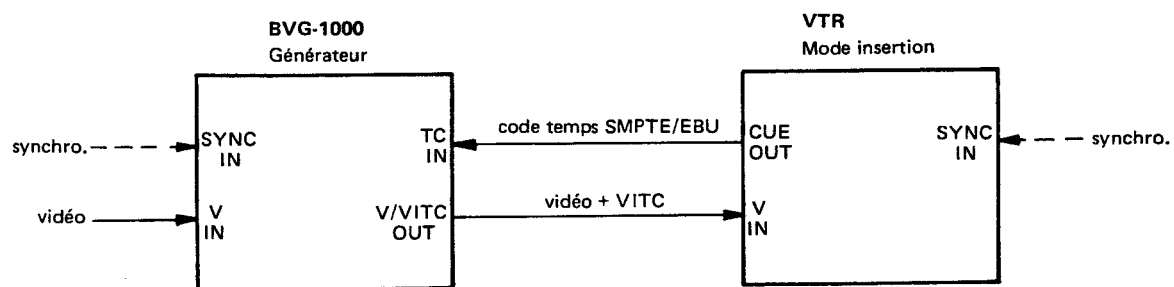 BVG-1000
Générateur
VTR
Mode insertion
synchro.
SYNC
IN
TC
IN
code temps SMPTE/EBU
CUE
OUT
SYNC
IN
synchro.
vidéo
V
IN
V/VITC
OUT
vidéo + VITC
V
IN